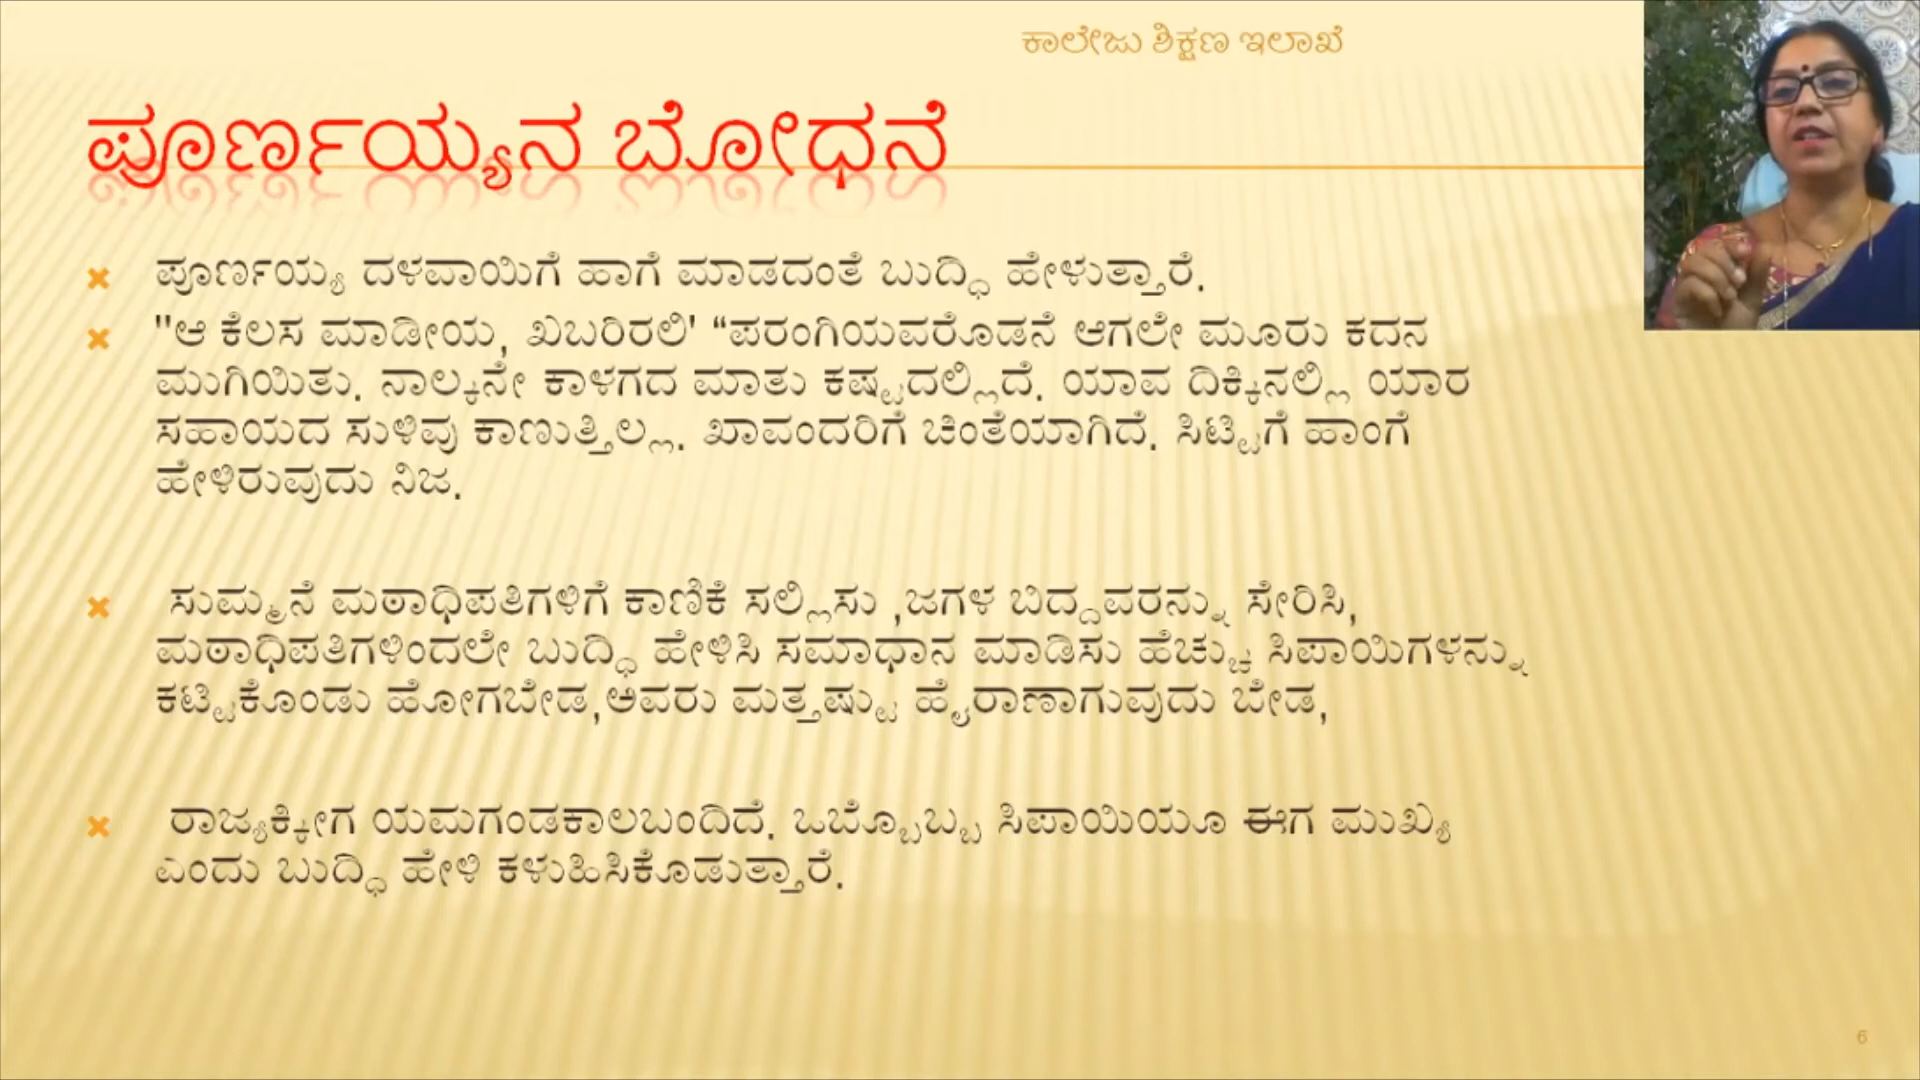 ಕಾಲೇಜು ಶಿಕ್ಷಣ ಇಲಾಖೆ
ಪೂರ್ಣಯ್ಯನ ಬೋಧನೆ
ಪೂರ್ಣಯ್ಯ ದಳವಾಯಿಗೆ ಹಾಗೆ ಮಾಡದಂತೆ ಬುದ್ಧಿ ಹೇಳುತ್ತಾರೆ.
"ಆ ಕೆಲಸ ಮಾಡೀಯ, ಖಬರಿರಲಿ' “ಪರಂಗಿಯವರೊಡನೆ ಆಗಲೇ ಮೂರು ಕದನ
ಮುಗಿಯಿತು. ನಾಲ್ಕನೇ ಕಾಳಗದ ಮಾತು ಕಷ್ಟದಲ್ಲಿದೆ. ಯಾವ ದಿಕ್ಕಿನಲ್ಲಿ ಯಾರ
ಸಹಾಯದ ಸುಳಿವು ಕಾಣುತ್ತಿಲ್ಲ. ಖಾವಂದರಿಗೆ ಚಿಂತೆಯಾಗಿದೆ. ಸಿಟ್ಟಿಗೆ ಹಾಂಗೆ
ಹೇಳಿರುವುದು ನಿಜ.
ಸುಮ್ಮನೆ ಮಠಾಧಿಪತಿಗಳಿಗೆ ಕಾಣಿಕೆ ಸಲ್ಲಿಸು ,ಜಗಳ ಬಿದ್ದವರನ್ನು ಸೇರಿಸಿ,
ಮಠಾಧಿಪತಿಗಳಿಂದಲೇ ಬುದ್ಧಿ ಹೇಳಿಸಿ ಸಮಾಧಾನ ಮಾಡಿಸು ಹೆಚ್ಚು ಸಿಪಾಯಿಗಳನ್ನು
ಕಟ್ಟಿಕೊಂಡು ಹೋಗಬೇಡ,ಅವರು ಮತ್ತಷ್ಟು ಹೈರಾಣಾಗುವುದು ಬೇಡ,
ರಾಜ್ಯಕ್ಕೀಗ ಯಮಗಂಡಕಾಲಬಂದಿದೆ. ಒಬ್ಬೊಬ್ಬ ಸಿಪಾಯಿಯೂ ಈಗ ಮುಖ್ಯ
ಎಂದು ಬುದ್ಧಿ ಹೇಳಿ ಕಳುಹಿಸಿಕೊಡುತ್ತಾರೆ.
6